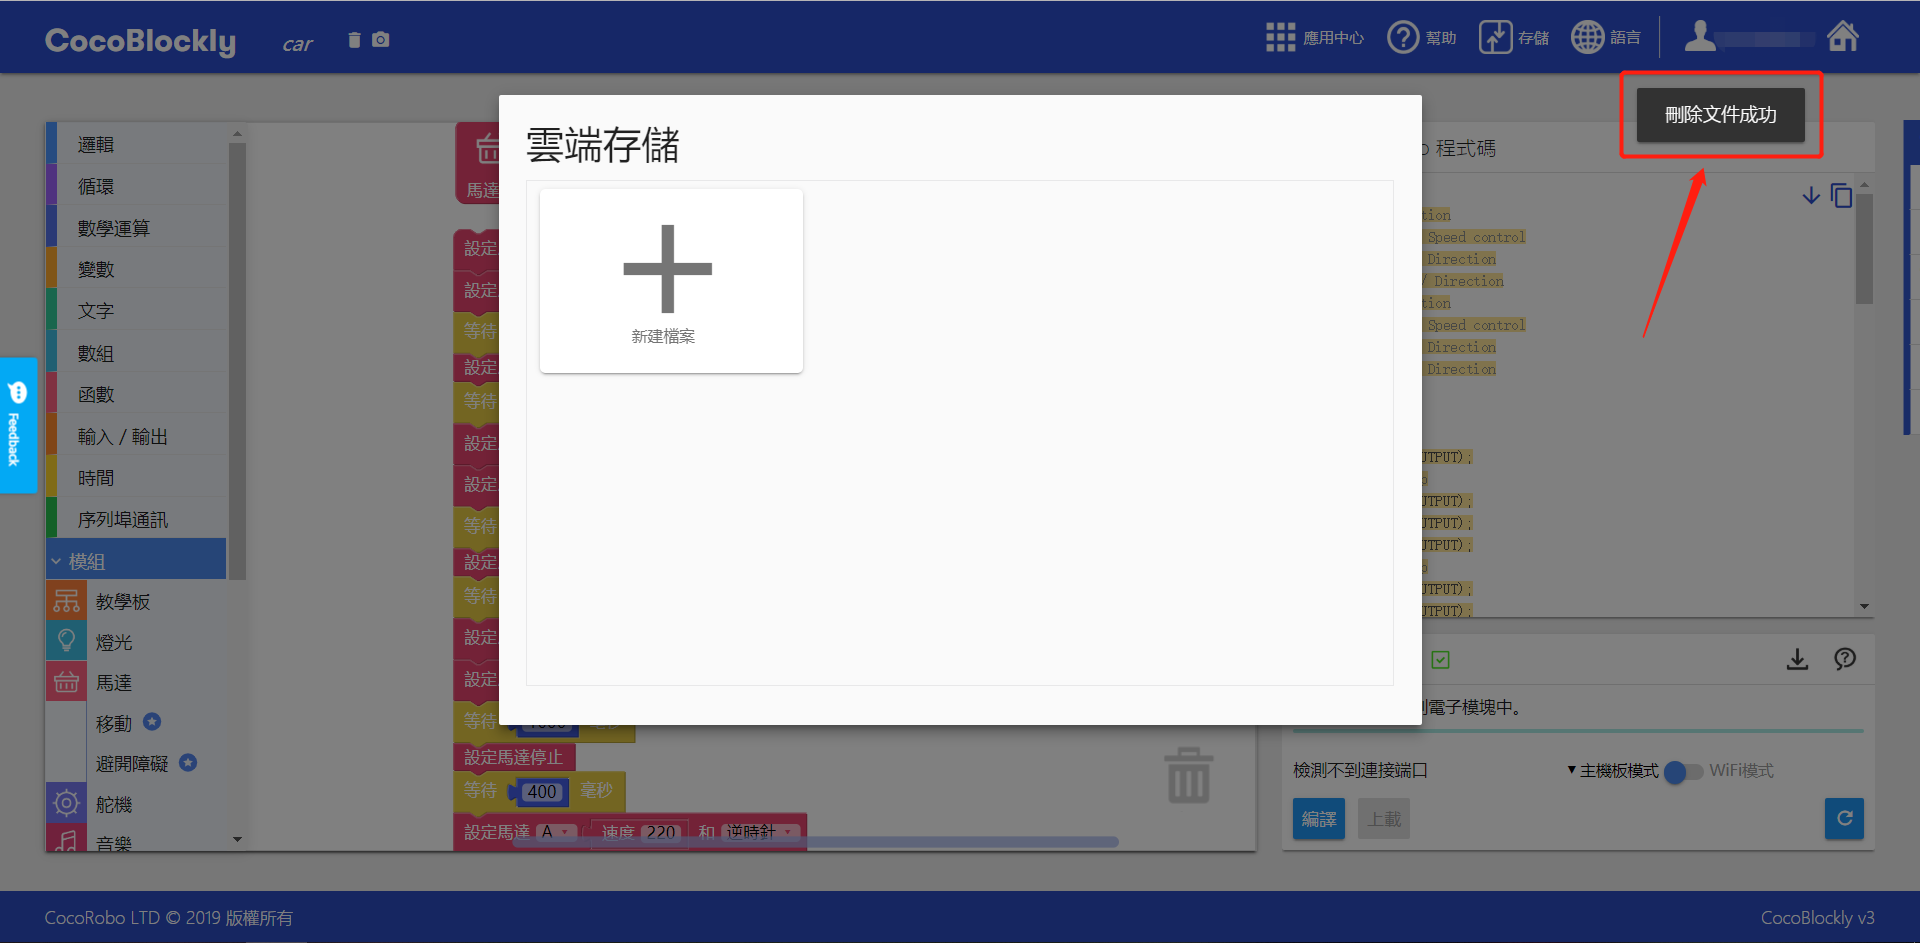 CocoBlockly
car
應用中心
幫助
存儲
語言
刪除文件成功
邏輯
循環
數學運算
變數
文字
數組
函數
輸入 / 輸出
時間
序列埠通訊
模組
教學板
燈光
馬達
移動
避開障礙
舵機
音樂
Feedback
馬達
設定
設定
等待
設定
等待
設定
設定
等待
設定
等待
設定
設定
等待
設定馬達停止
等待 400 毫秒
設定馬達 A 速度 220 和 逆時針
雲端存儲
新建檔案
程式碼
Speed control
Direction
/ Direction
Speed control
Direction
Direction
UTPUT);
UTPUT);
UTPUT);
UTPUT);
UTPUT);
UTPUT);
電子模塊中。
檢測不到連接端口
主機板模式
WiFi模式
編譯
上載
CocoRobo LTD © 2019 版權所有
CocoBlockly v3